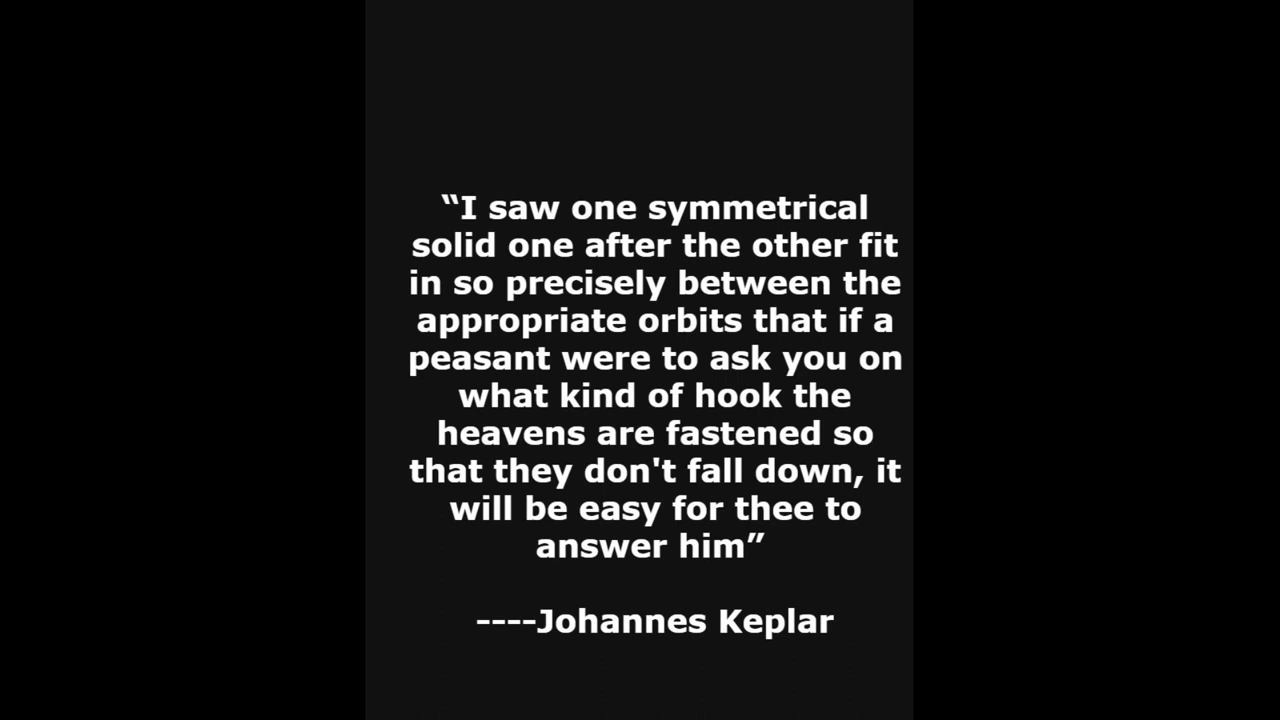 “I saw one symmetrical
solid one after the other fit
in so precisely between the
appropriate orbits that if a
peasant were to ask you on
what kind of hook the
heavens are fastened so
that they don't fall down, it
will be easy for thee to
answer him”
----Johannes Keplar